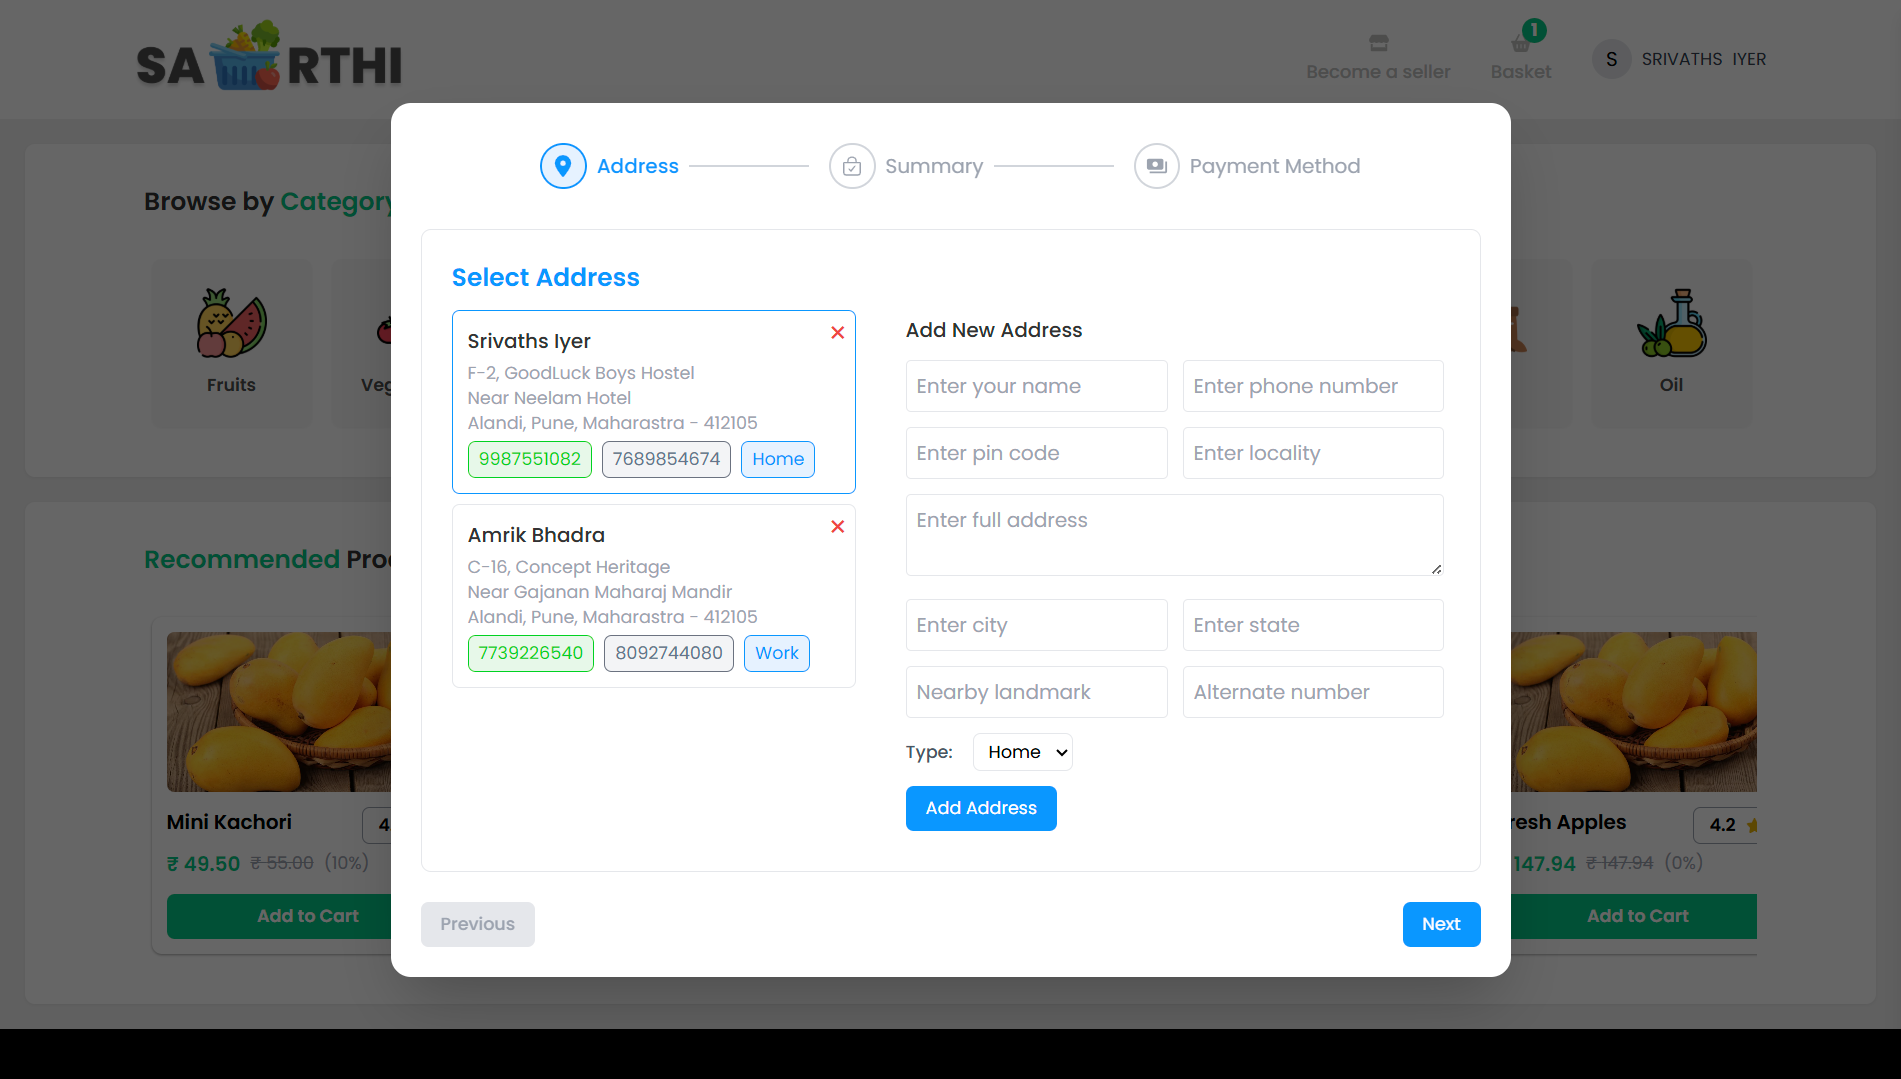 SA RTHI
Become a seller
1
Basket
S
SRIVATHS IYER
Address
Summary
Payment Method
Browse by Category
Fruits
Oil
Select Address
Srivaths Iyer
F-2, GoodLuck Boys Hostel
Near Neelam Hotel
Alandi, Pune, Maharastra - 412105
9987551082 7689854674 Home
Amrik Bhadra
C-16, Concept Heritage
Near Gajanan Maharaj Mandir
Alandi, Pune, Maharastra - 412105
7739226540 8092744080 Work
Add New Address
Enter your name
Enter phone number
Enter pin code
Enter locality
Enter full address
Enter city
Enter state
Nearby landmark
Alternate number
Type: Home
Add Address
Previous
Next
Recommended
Mini Kachori
₹ 49.50 ₹ 55.00 (10%)
Add to Cart
Apples
4.2
147.94 ₹ 147.94 (0%)
Add to Cart